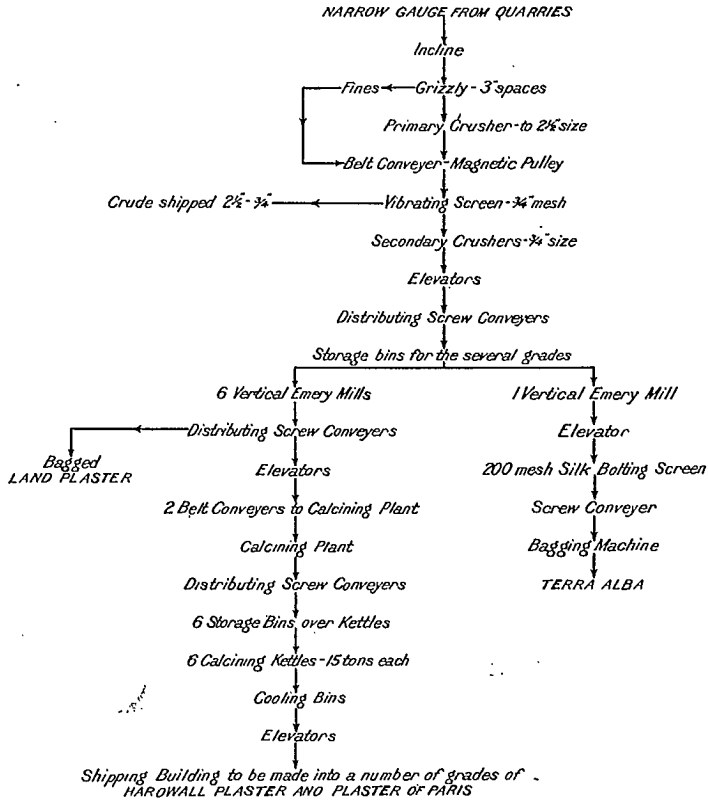 NARROW GAUGE FROM QUARRIES
Incline
Fines Grizzly - 3" spaces
Primary Crusher - to 2½" size
Belt Conveyer - Magnetic Pulley
Crude shipped 2½" - ¾" Vibrating Screen - ¾" mesh
Secondary Crushers - ¾" size
Elevators
Distributing Screw Conveyers
Storage bins for the several grades
6 Vertical Emery Mills 1 Vertical Emery Mill
Distributing Screw Conveyers Elevator
Bagged
LAND PLASTER
Elevators 200 mesh Silk Bolting Screen
2 Belt Conveyers to Calcining Plant Screw Conveyer
Calcining Plant Bagging Machine
Distributing Screw Conveyers TERRA ALBA
6 Storage Bins over Kettles
6 Calcining Kettles - 15 tons each
Cooling Bins
Elevators
Shipping Building to be made into a number of grades of
HARDWALL PLASTER AND PLASTER OF PARIS